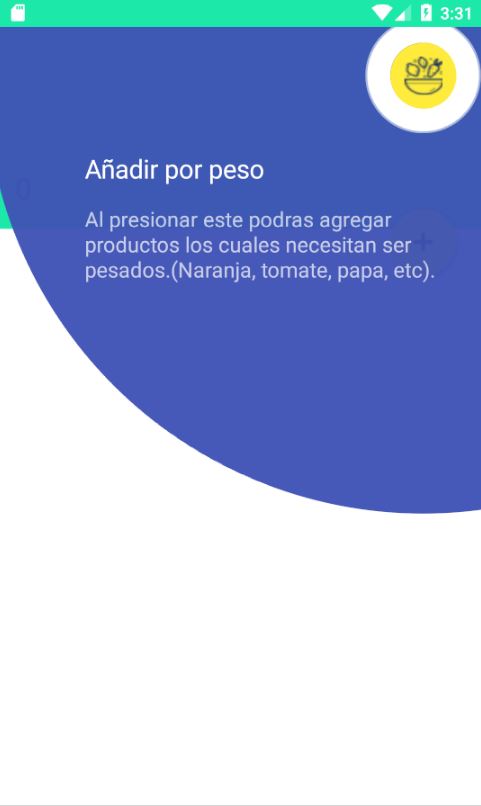 3:31
Añadir por peso
0
Al presionar este podras agregar
productos los cuales necesitan ser
pesados.(Naranja, tomate, papa, etc).
+